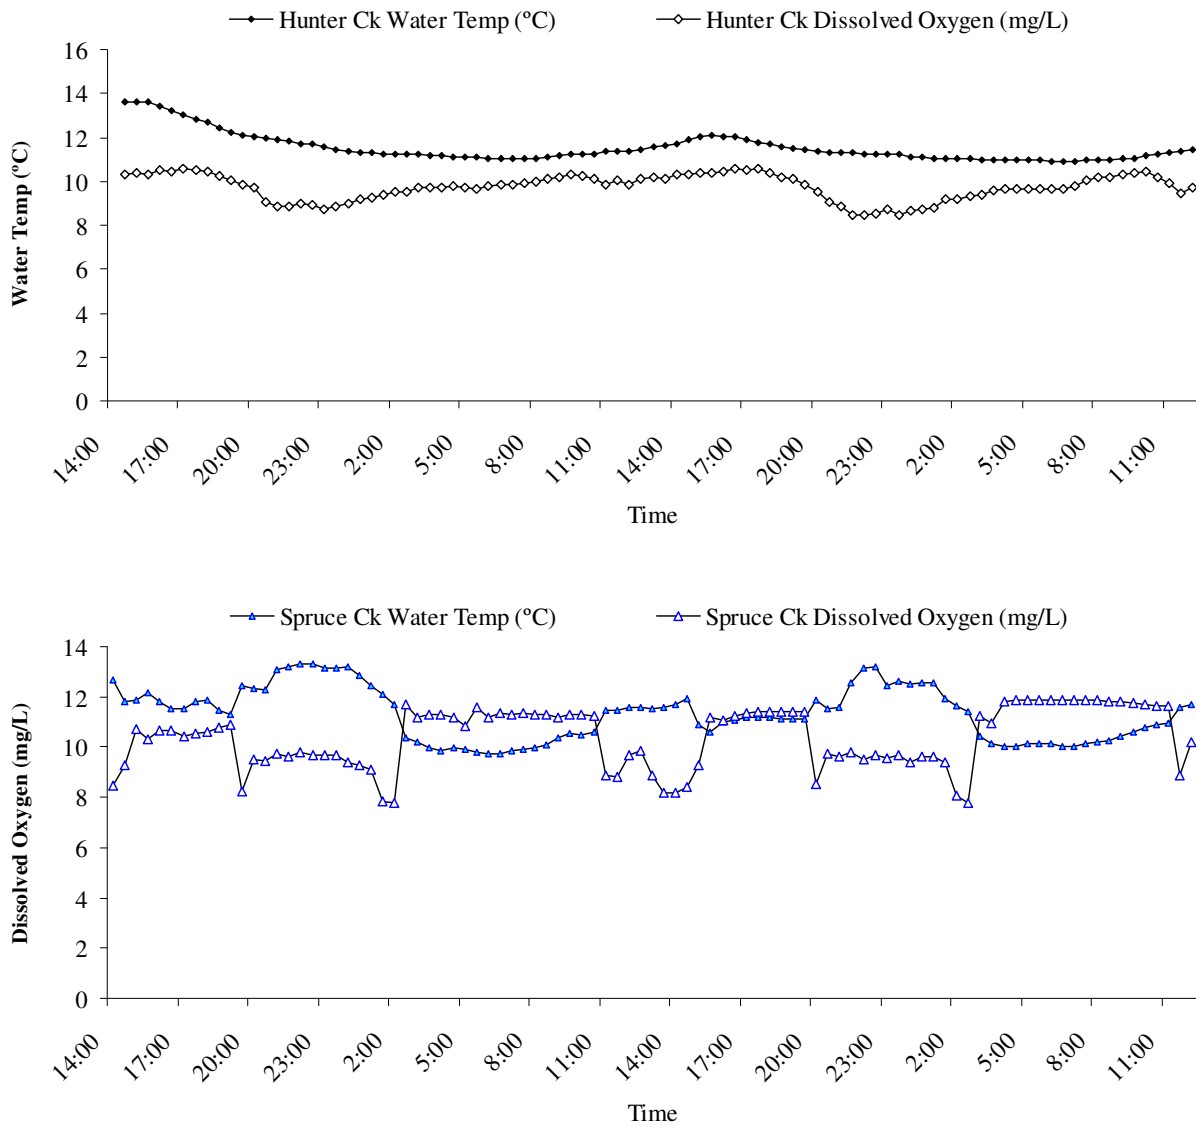 Hunter Ck Water Temp (ºC) Hunter Ck Dissolved Oxygen (mg/L)
16
14
12
10
8
6
4
2
0
Water Temp (ºC)
14:00 17:00 20:00 23:00 2:00 5:00 8:00 11:00 14:00 17:00 20:00 23:00 2:00 5:00 8:00 11:00
Time
Spruce Ck Water Temp (ºC) Spruce Ck Dissolved Oxygen (mg/L)
14
12
10
8
6
4
2
0
Dissolved Oxygen (mg/L)
14:00 17:00 20:00 23:00 2:00 5:00 8:00 11:00 14:00 17:00 20:00 23:00 2:00 5:00 8:00 11:00
Time